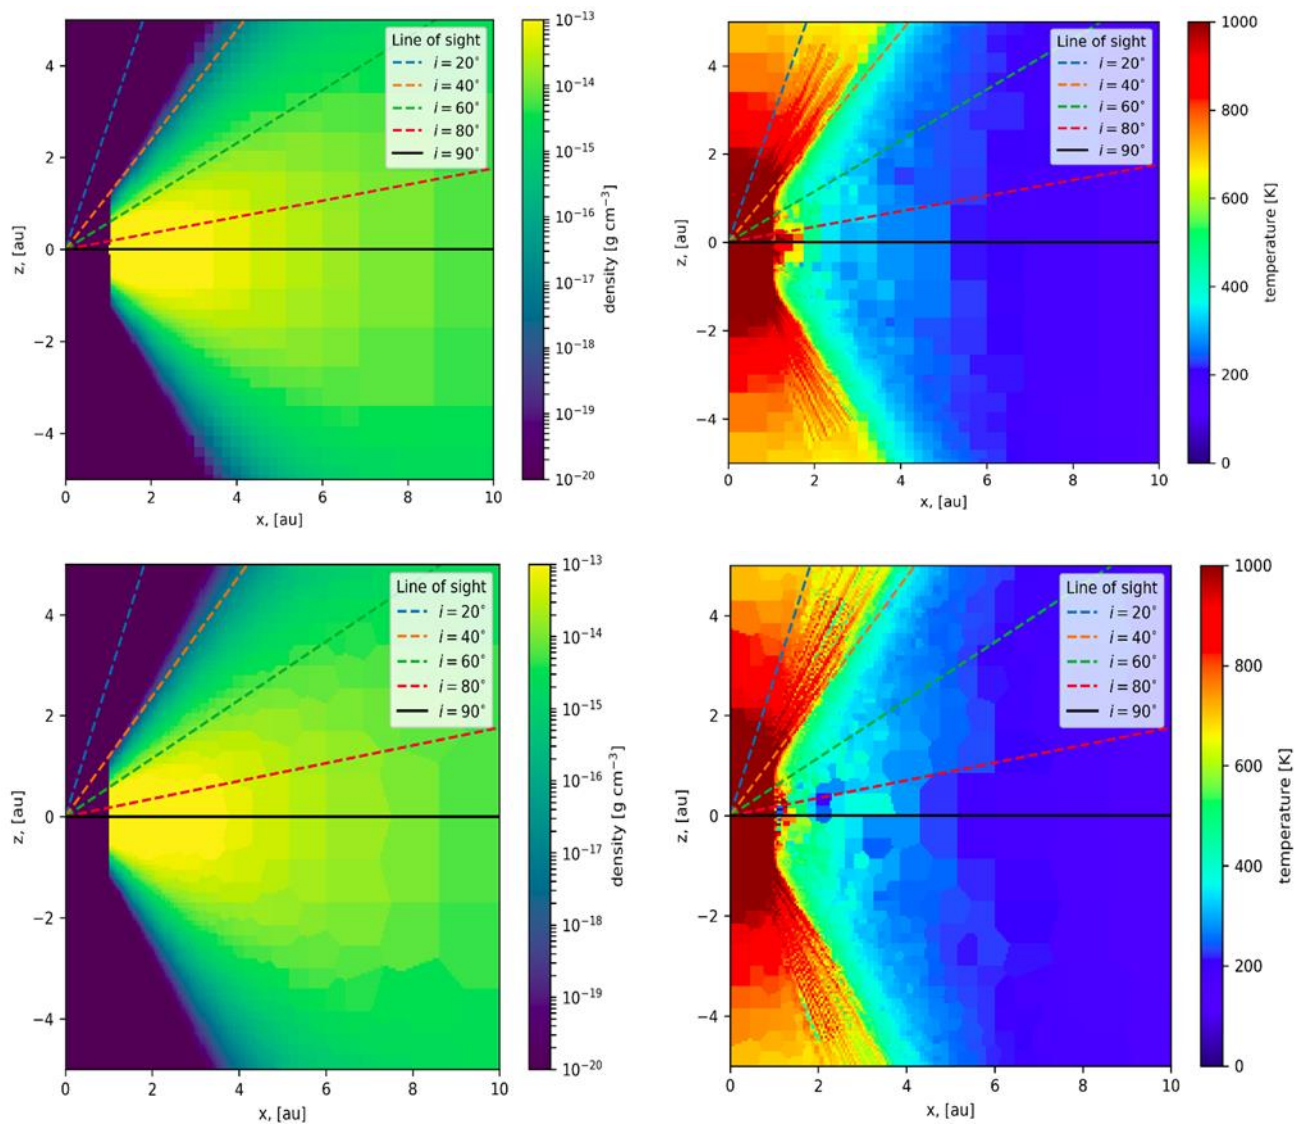 Line of sight
i = 20°
i = 40°
i = 60°
i = 80°
i = 90°
4
2
0
−2
−4
z, [au]
0 2 4 6 8 10
x, [au]
10⁻¹³
10⁻¹⁴
10⁻¹⁵
10⁻¹⁶
10⁻¹⁷
10⁻¹⁸
10⁻¹⁹
10⁻²⁰
density [g cm⁻³]
Line of sight
i = 20°
i = 40°
i = 60°
i = 80°
i = 90°
4
2
0
−2
−4
z, [au]
0 2 4 6 8 10
x, [au]
1000
800
600
400
200
0
temperature [K]
Line of sight
i = 20°
i = 40°
i = 60°
i = 80°
i = 90°
4
2
0
−2
−4
z, [au]
0 2 4 6 8 10
x, [au]
10⁻¹³
10⁻¹⁴
10⁻¹⁵
10⁻¹⁶
10⁻¹⁷
10⁻¹⁸
10⁻¹⁹
10⁻²⁰
density [g cm⁻³]
Line of sight
i = 20°
i = 40°
i = 60°
i = 80°
i = 90°
4
2
0
−2
−4
z, [au]
0 2 4 6 8 10
x, [au]
1000
800
600
400
200
0
temperature [K]